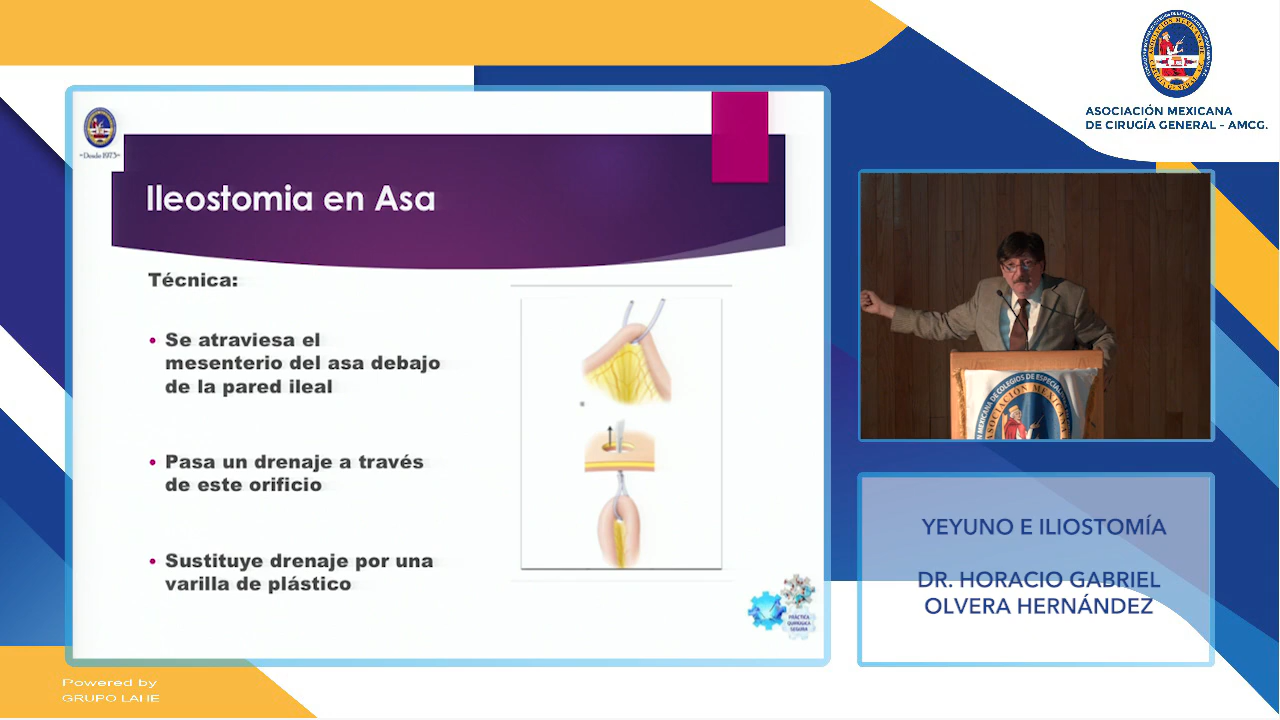 ASOCIACIÓN MEXICANA
DE CIRUGÍA GENERAL - AMCG.
~Desde 1973~
Ileostomia en Asa
Técnica:
• Se atraviesa el
mesenterio del asa debajo
de la pared ileal
• Pasa un drenaje a través
de este orificio
• Sustituye drenaje por una
varilla de plástico
PRÁCTICA
QUIRÚRGICA
SEGURA
YEYUNO E ILIOSTOMÍA
DR. HORACIO GABRIEL
OLVERA HERNÁNDEZ
Powered by
GRUPO LAHE